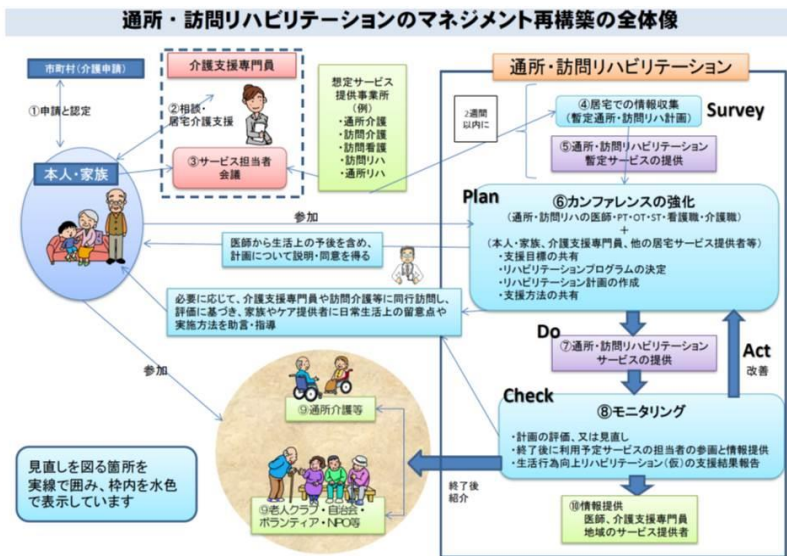 通所・訪問リハビリテーションのマネジメント再構築の全体像
市町村(介護申請)
①申請と認定
本人・家族
介護支援専門員
②相談・
居宅介護支援
③サービス担当者
会議
想定サービス
提供事業所
(例)
・通所介護
・訪問介護
・訪問看護
・訪問リハ
・通所リハ
通所・訪問リハビリテーション
2週間
以内に
④居宅での情報収集
(暫定通所・訪問リハ計画)
Survey
⑤通所・訪問リハビリテーション
暫定サービスの提供
Plan
⑥カンファレンスの強化
(通所・訪問リハの医師・PT・OT・ST・看護職・介護職)
+
(本人・家族、介護支援専門員、他の居宅サービス提供者等)
・支援目標の共有
・リハビリテーションプログラムの決定
・リハビリテーション計画の作成
・支援方法の共有
参加
医師から生活上の予後を含め、
計画について説明・同意を得る
必要に応じて、介護支援専門員や訪問介護等に同行訪問し、
評価に基づき、家族やケア提供者に日常生活上の留意点や
実施方法を助言・指導
Do
⑦通所・訪問リハビリテーション
サービスの提供
Act
改善
Check
⑧モニタリング
・計画の評価、又は見直し
・終了後に利用予定サービスの担当者の参画と情報提供
・生活行為向上リハビリテーション(仮)の支援結果報告
参加
⑨通所介護等
⑨老人クラブ・自治会・
ボランティア・NPO等
終了後
紹介
⑩情報提供
医師、介護支援専門員
地域のサービス提供者
見直しを図る箇所を
実線で囲み、枠内を水色
で表示しています